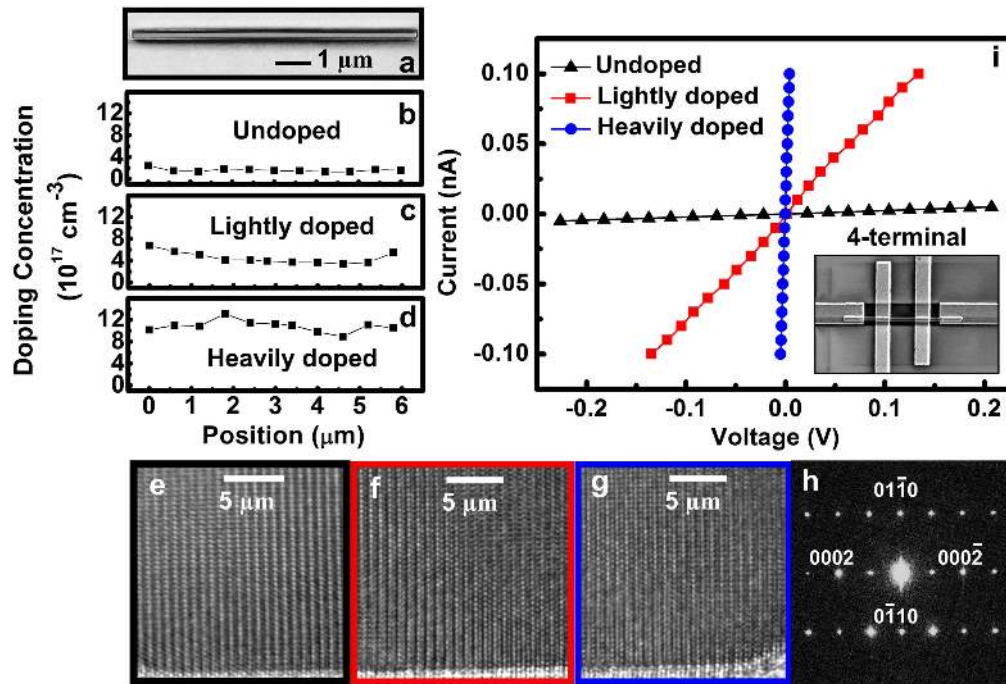 1 μm
a
Doping Concentration
(10^17 cm^-3)
12
8
4
0
Undoped
b
12
8
4
0
Lightly doped
c
12
8
4
0
Heavily doped
d
0 1 2 3 4 5 6
Position (μm)
Current (nA)
0.10
0.05
0.00
-0.05
-0.10
Undoped
Lightly doped
Heavily doped
i
4-terminal
-0.2 -0.1 0.0 0.1 0.2
Voltage (V)
e
5 μm
f
5 μm
g
5 μm
h
011̅0
0002
0002̅
01̅10